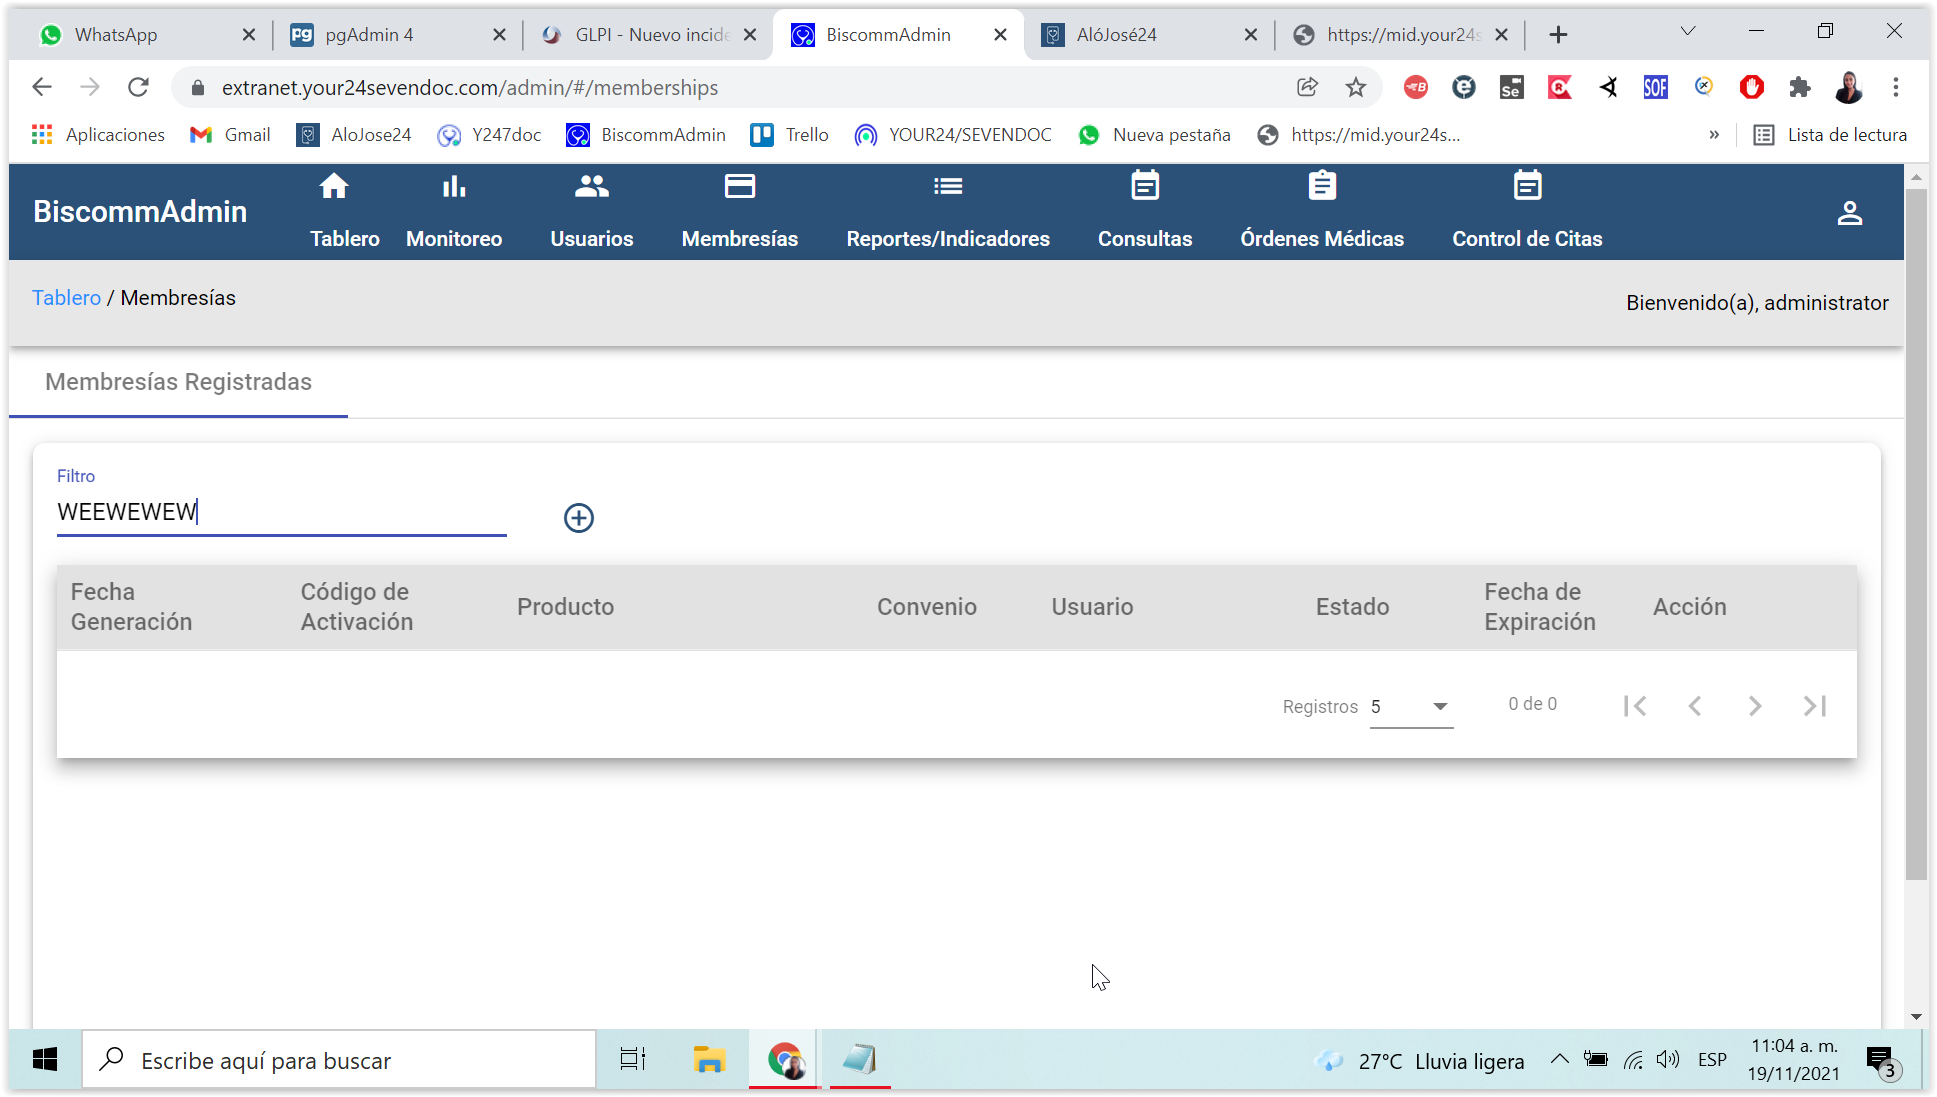 WhatsApp
pgAdmin 4
GLPI - Nuevo incide
BiscommAdmin
AlóJosé24
https://mid.your24s
extranet.your24sevendoc.com/admin/#/memberships
Se
SOF
Aplicaciones
Gmail
AloJose24
Y247doc
BiscommAdmin
Trello
YOUR24/SEVENDOC
Nueva pestaña
https://mid.your24s...
»
Lista de lectura
BiscommAdmin
Tablero
Monitoreo
Usuarios
Membresías
Reportes/Indicadores
Consultas
Órdenes Médicas
Control de Citas
Tablero / Membresías
Bienvenido(a), administrator
Membresías Registradas
Filtro
WEEWEWEW
Fecha
Generación
Código de
Activación
Producto
Convenio
Usuario
Estado
Fecha de
Expiración
Acción
Registros 5
0 de 0
Escribe aquí para buscar
27°C Lluvia ligera
ESP
11:04 a. m.
19/11/2021
3